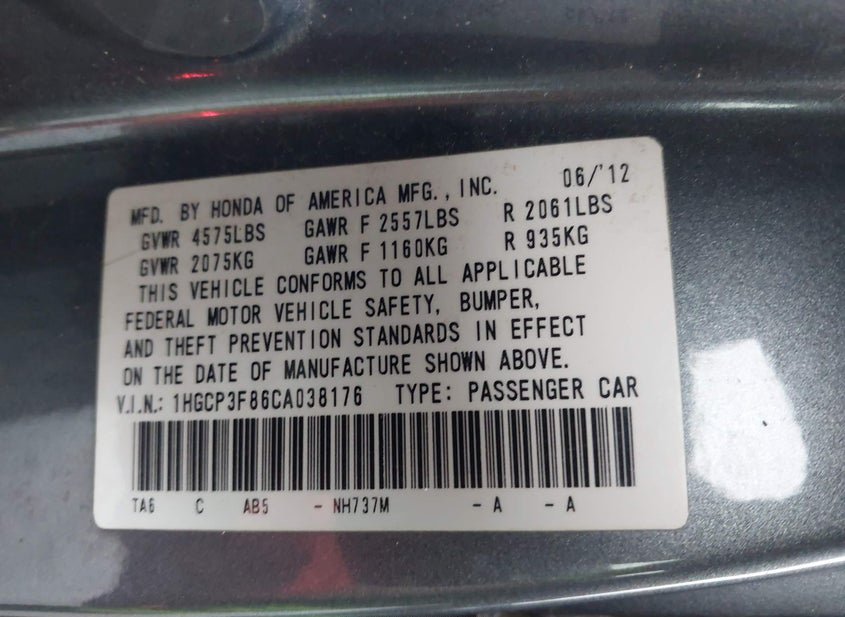 MFD. BY HONDA OF AMERICA MFG., INC. 06/'12
GVWR 4575LBS GAWR F 2557LBS R 2061LBS
GVWR 2075KG GAWR F 1160KG R 935KG
THIS VEHICLE CONFORMS TO ALL APPLICABLE
FEDERAL MOTOR VEHICLE SAFETY, BUMPER,
AND THEFT PREVENTION STANDARDS IN EFFECT
ON THE DATE OF MANUFACTURE SHOWN ABOVE.
V.I.N.: 1HGCP3F86CA038176 TYPE: PASSENGER CAR
TA6 C AB5 - NH737M - A - A